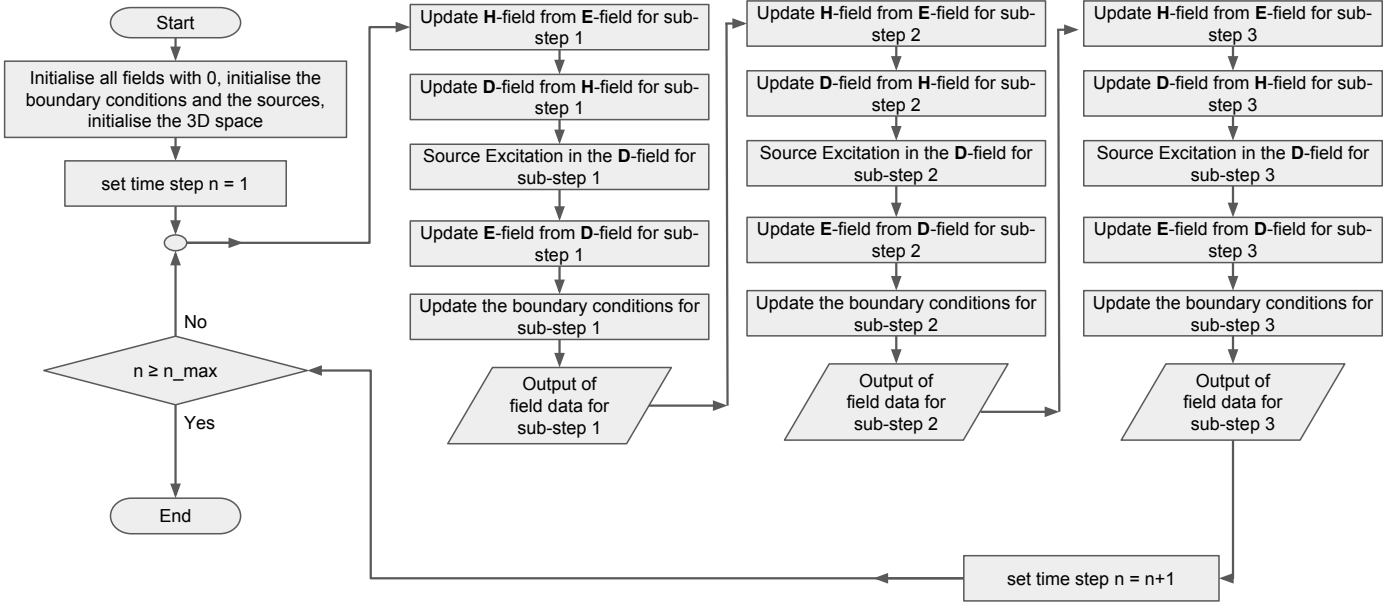 Start
Initialise all fields with 0, initialise the
boundary conditions and the sources,
initialise the 3D space
set time step n = 1
No
n ≥ n_max
Yes
End
Update H-field from E-field for sub-
step 1
Update D-field from H-field for sub-
step 1
Source Excitation in the D-field for
sub-step 1
Update E-field from D-field for sub-
step 1
Update the boundary conditions for
sub-step 1
Output of
field data for
sub-step 1
Update H-field from E-field for sub-
step 2
Update D-field from H-field for sub-
step 2
Source Excitation in the D-field for
sub-step 2
Update E-field from D-field for sub-
step 2
Update the boundary conditions for
sub-step 2
Output of
field data for
sub-step 2
Update H-field from E-field for sub-
step 3
Update D-field from H-field for sub-
step 3
Source Excitation in the D-field for
sub-step 3
Update E-field from D-field for sub-
step 3
Update the boundary conditions for
sub-step 3
Output of
field data for
sub-step 3
set time step n = n+1